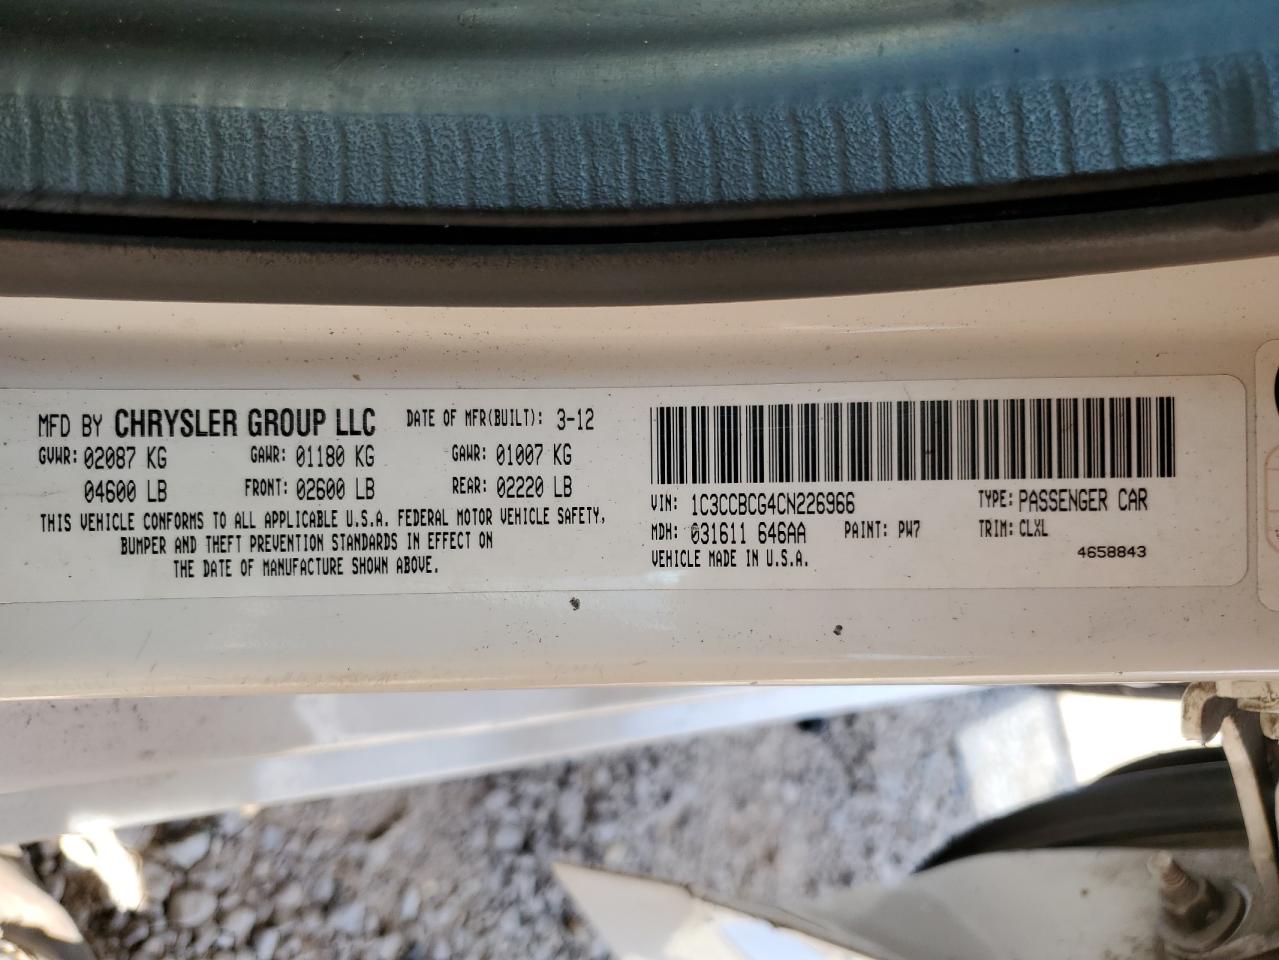 MFD BY CHRYSLER GROUP LLC DATE OF MFR(BUILT): 3-12
GVWR: 02087 KG GAWR: 01180 KG GAWR: 01007 KG
04600 LB FRONT: 02600 LB REAR: 02220 LB
THIS VEHICLE CONFORMS TO ALL APPLICABLE U.S.A. FEDERAL MOTOR VEHICLE SAFETY,
BUMPER AND THEFT PREVENTION STANDARDS IN EFFECT ON
THE DATE OF MANUFACTURE SHOWN ABOVE.
VIN: 1C3CCBCG4CN226966 TYPE: PASSENGER CAR
MDH: 031611 646AA PAINT: PW7 TRIM: CLXL
VEHICLE MADE IN U.S.A. 4658843